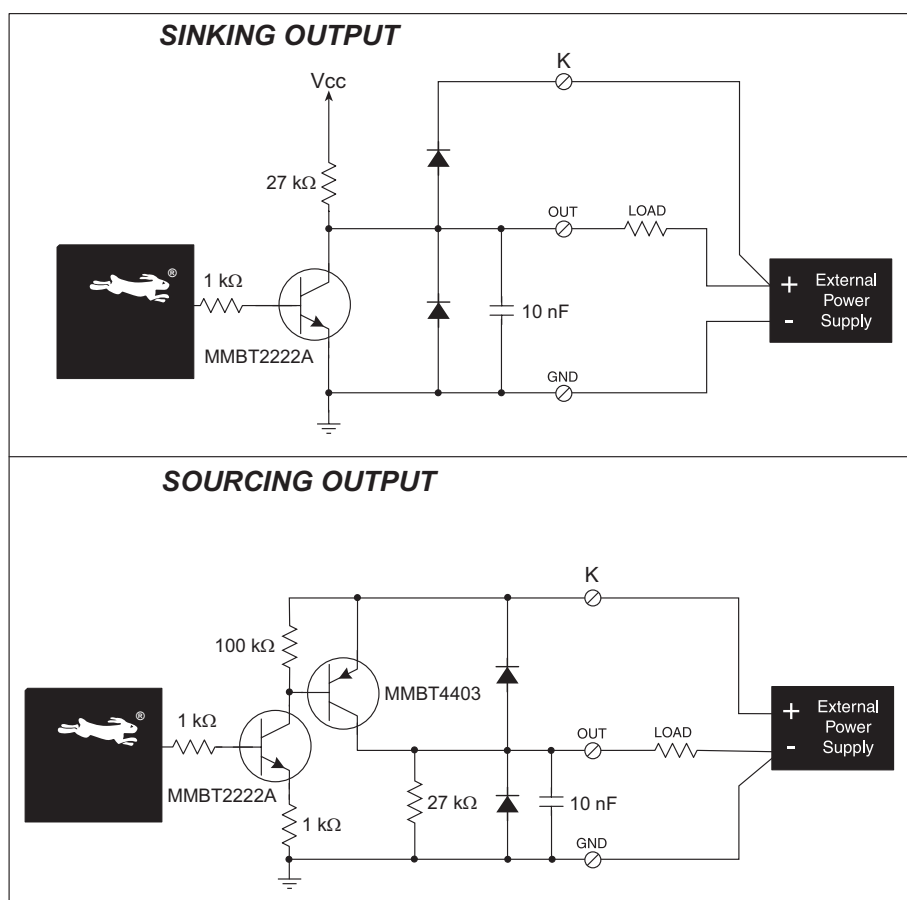 SINKING OUTPUT
K
Vcc
27 kΩ
OUT
LOAD
®
1 kΩ
+ External
Power
- Supply
10 nF
MMBT2222A
GND
SOURCING OUTPUT
K
100 kΩ
MMBT4403
®
1 kΩ
+ External
Power
- Supply
OUT
LOAD
MMBT2222A
27 kΩ
10 nF
1 kΩ
GND